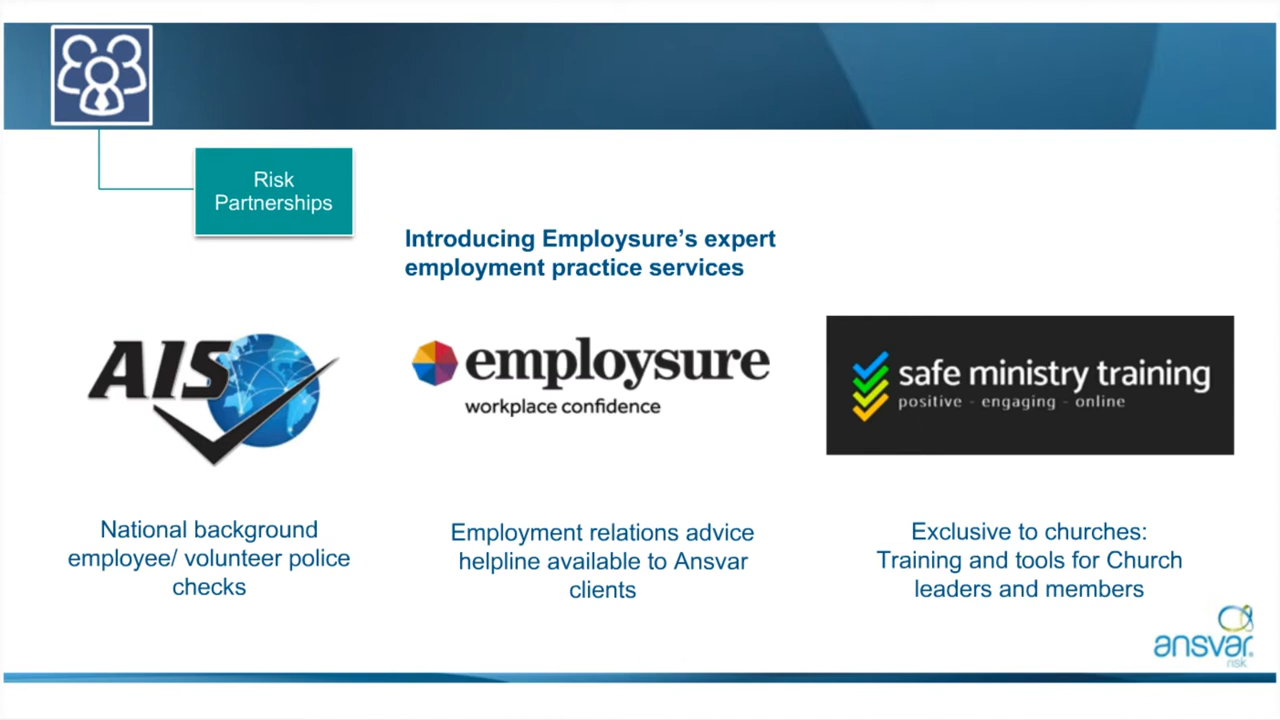 Risk
Partnerships
Introducing Employsure’s expert
employment practice services
AIS
employsure
workplace confidence
safe ministry training
positive - engaging - online
National background
employee/ volunteer police
checks
Employment relations advice
helpline available to Ansvar
clients
Exclusive to churches:
Training and tools for Church
leaders and members
ansvar
risk